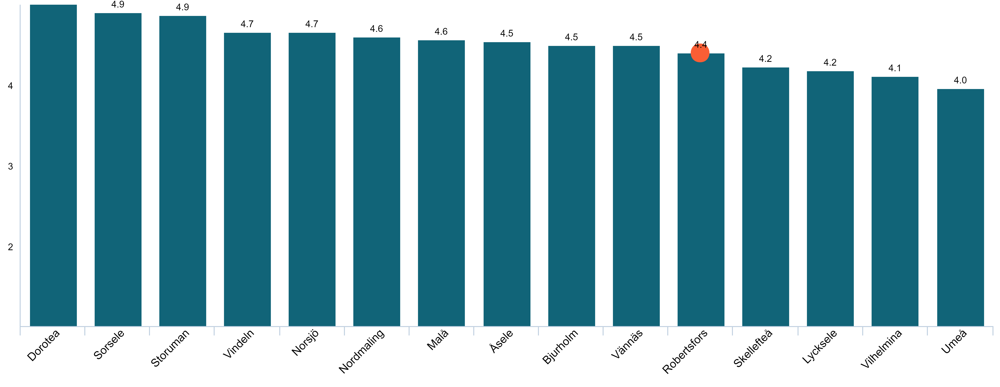 4.9
4.9
4.7
4.7
4.6
4.6
4.5
4.5
4.5
4.4
4.2
4.2
4.1
4.0
4
3
2
Dorotea
Sorsele
Storuman
Vindeln
Norsjö
Nordmaling
Malå
Åsele
Bjurholm
Vännäs
Robertsfors
Skellefteå
Lycksele
Vilhelmina
Umeå